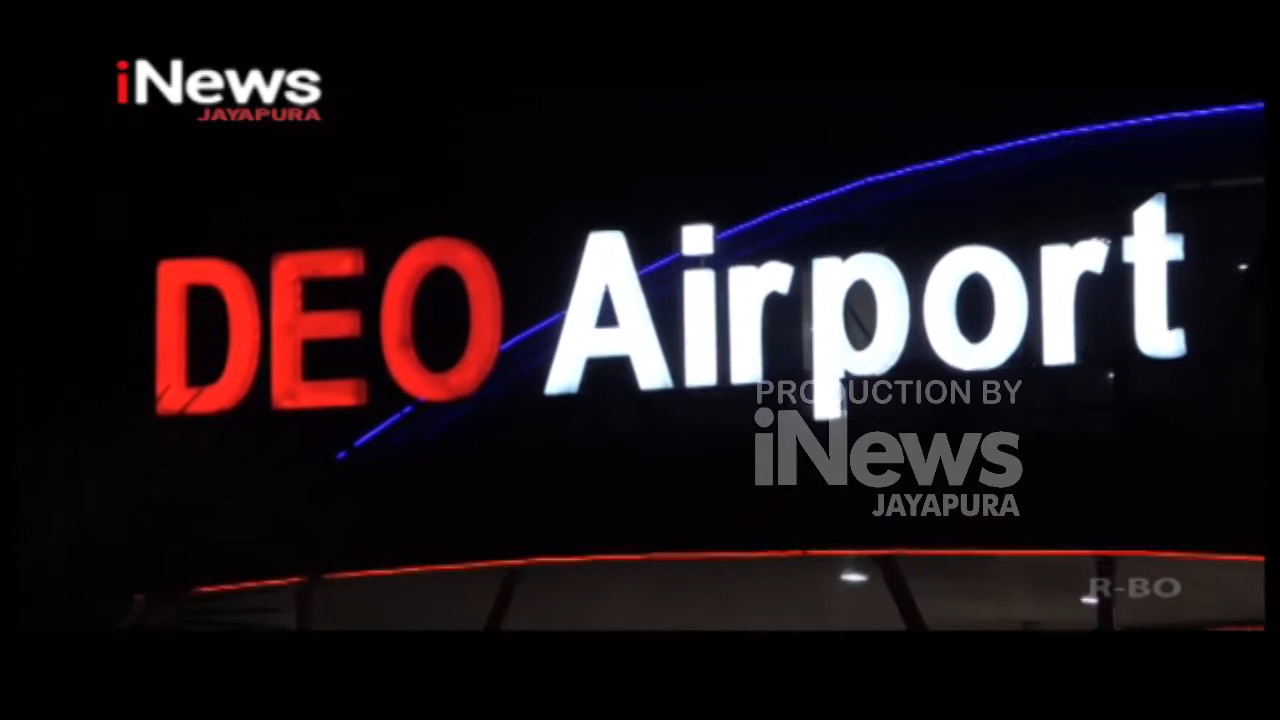 iNews
JAYAPURA
DEO Airport
PRODUCTION BY
iNews
JAYAPURA
R-BO